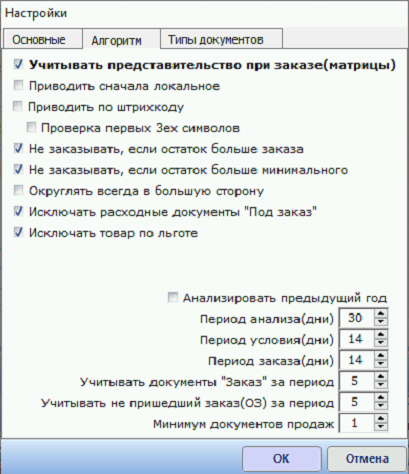 Настройки
Основные Алгоритм Типы документов
Учитывать представительство при заказе(матрицы)
Приводить сначала локальное
Приводить по штрихкоду
Проверка первых 3ех символов
Не заказывать, если остаток больше заказа
Не заказывать, если остаток больше минимального
Округлять всегда в большую сторону
Исключать расходные документы "Под заказ"
Исключать товар по льготе
Анализировать предыдущий год
Период анализа(дни) 30
Период условия(дни) 14
Период заказа(дни) 14
Учитывать документы "Заказ" за период 5
Учитывать не пришедший заказ(ОЗ) за период 5
Минимум документов продаж 1
ОК Отмена